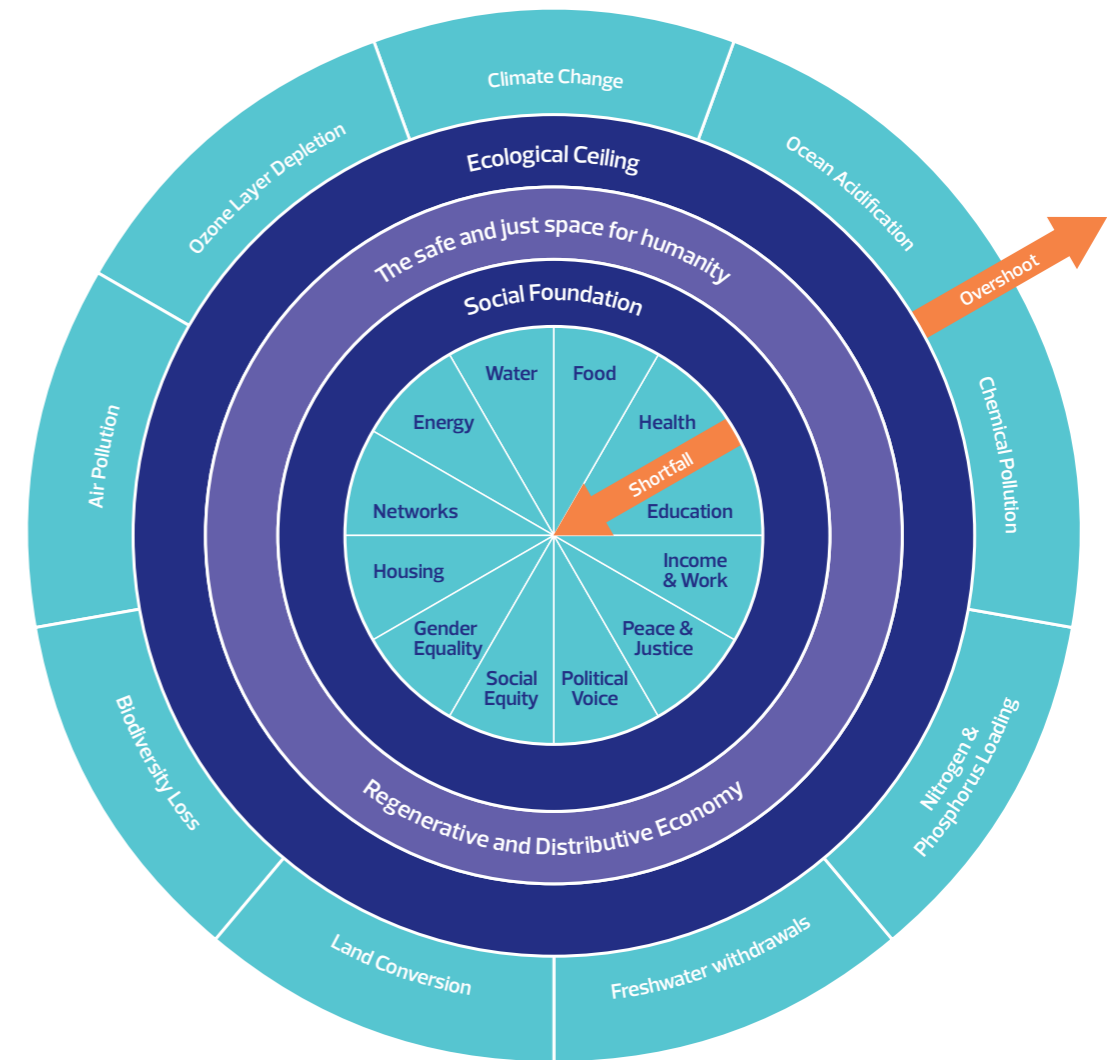 Climate Change
Ocean Acidification
Overshoot
Chemical Pollution
Nitrogen &
Phosphorus Loading
Freshwater withdrawals
Land Conversion
Biodiversity Loss
Air Pollution
Ozone Layer Depletion
Ecological Ceiling
The safe and just space for humanity
Social Foundation
Water
Food
Energy
Health
Shortfall
Networks
Education
Housing
Income
& Work
Gender
Equality
Peace &
Justice
Social
Equity
Political
Voice
Regenerative and Distributive Economy